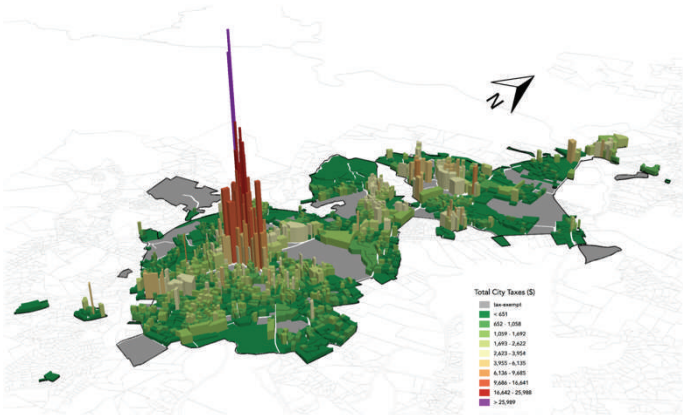 N
Total City Taxes ($)
tax-exempt
< 651
652 - 1,058
1,059 - 1,692
1,693 - 2,622
2,623 - 3,954
3,955 - 6,135
6,136 - 9,685
9,686 - 16,641
16,642 - 25,988
> 25,989